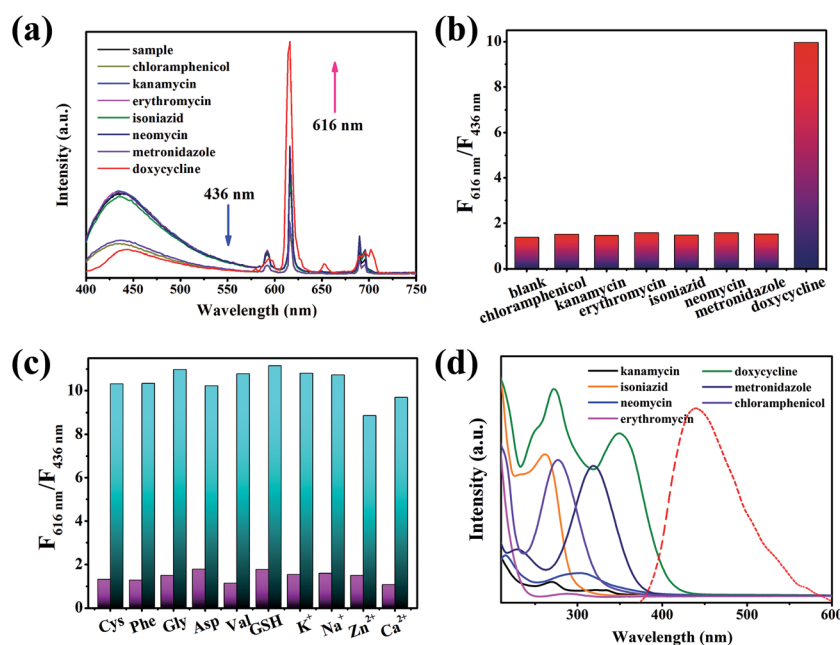 (a)
sample
chloramphenicol
kanamycin
erythromycin
isoniazid
neomycin
metronidazole
doxycycline
616 nm
436 nm
Intensity (a.u.)
400 450 500 550 600 650 700 750
Wavelength (nm)
(b)
F616 nm/F436 nm
10
8
6
4
2
0
blank
chloramphenicol
kanamycin
erythromycin
isoniazid
neomycin
metronidazole
doxycycline
(c)
F616 nm/F436 nm
12
10
8
6
4
2
0
Cys Phe Gly Asp Val GSH K+ Na+ Zn2+ Ca2+
(d)
kanamycin
isoniazid
neomycin
erythromycin
doxycycline
metronidazole
chloramphenicol
Intensity (a.u.)
300 400 500 600
Wavelength (nm)